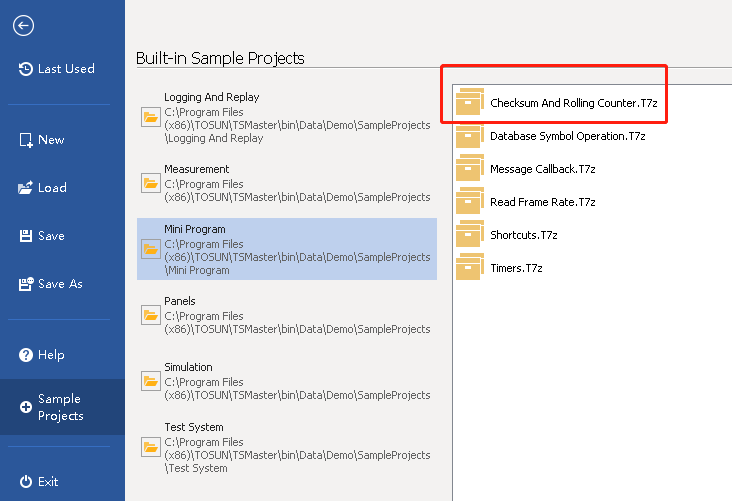 Last Used
New
Load
Save
Save As
Help
Sample
Projects
Exit
Built-in Sample Projects
Logging And Replay
C:\Program Files
(x86)\TOSUN\TSMaster\bin\Data\Demo\SampleProjects
\Logging And Replay
Measurement
C:\Program Files
(x86)\TOSUN\TSMaster\bin\Data\Demo\SampleProjects
Mini Program
C:\Program Files
(x86)\TOSUN\TSMaster\bin\Data\Demo\SampleProjects
\Mini Program
Panels
C:\Program Files
(x86)\TOSUN\TSMaster\bin\Data\Demo\SampleProjects
Simulation
C:\Program Files
(x86)\TOSUN\TSMaster\bin\Data\Demo\SampleProjects
Test System
C:\Program Files
(x86)\TOSUN\TSMaster\bin\Data\Demo\SampleProjects
\Test System
Checksum And Rolling Counter.T7z
Database Symbol Operation.T7z
Message Callback.T7z
Read Frame Rate.T7z
Shortcuts.T7z
Timers.T7z